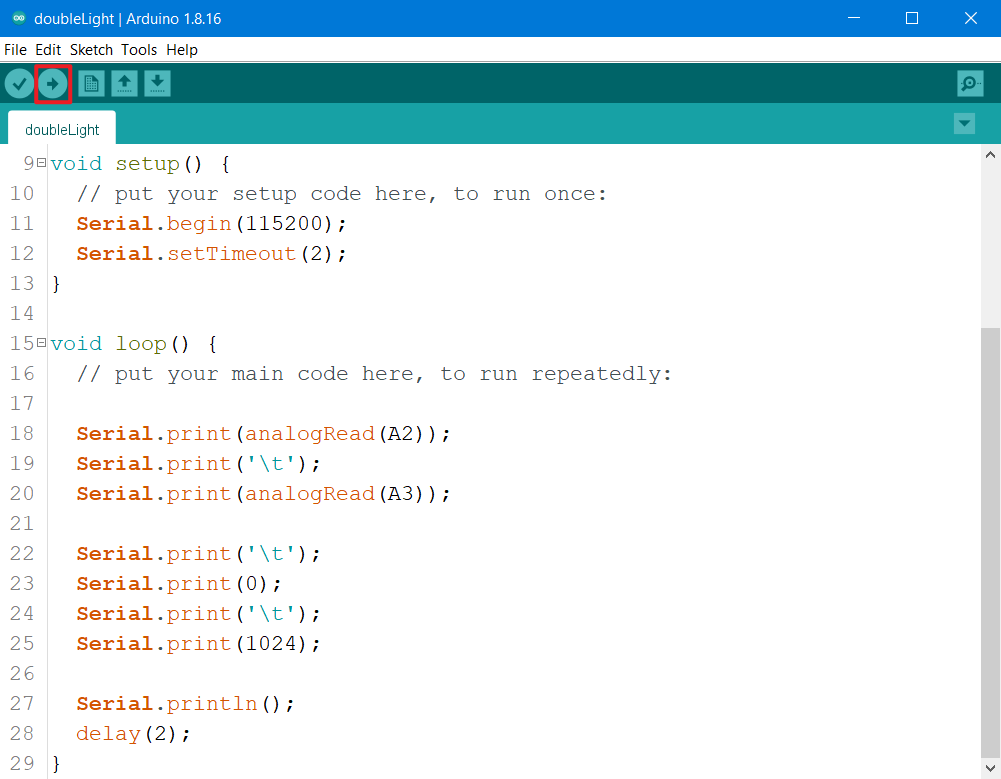 doubleLight | Arduino 1.8.16
File Edit Sketch Tools Help
doubleLight
9 void setup() {
10   // put your setup code here, to run once:
11   Serial.begin(115200);
12   Serial.setTimeout(2);
13 }
14
15 void loop() {
16   // put your main code here, to run repeatedly:
17
18   Serial.print(analogRead(A2));
19   Serial.print('\t');
20   Serial.print(analogRead(A3));
21
22   Serial.print('\t');
23   Serial.print(0);
24   Serial.print('\t');
25   Serial.print(1024);
26
27   Serial.println();
28   delay(2);
29 }